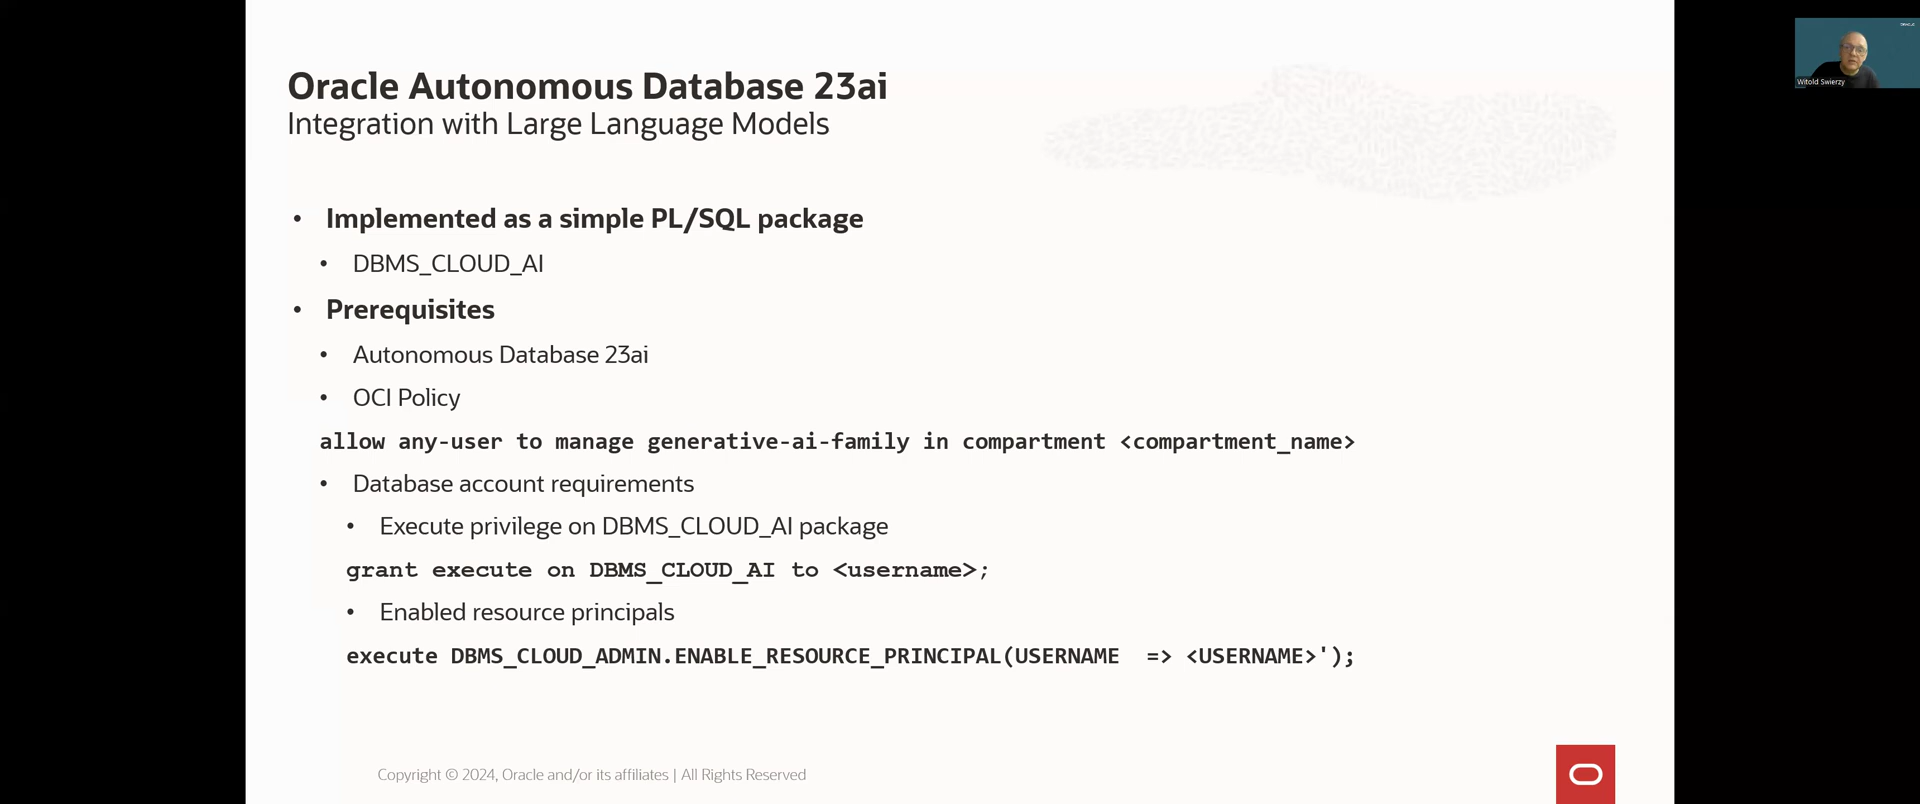 Oracle Autonomous Database 23ai
Integration with Large Language Models
• Implemented as a simple PL/SQL package
• DBMS_CLOUD_AI
• Prerequisites
• Autonomous Database 23ai
• OCI Policy
allow any-user to manage generative-ai-family in compartment <compartment_name>
• Database account requirements
• Execute privilege on DBMS_CLOUD_AI package
grant execute on DBMS_CLOUD_AI to <username>;
• Enabled resource principals
execute DBMS_CLOUD_ADMIN.ENABLE_RESOURCE_PRINCIPAL(USERNAME  => <USERNAME>');
Copyright © 2024, Oracle and/or its affiliates | All Rights Reserved
Witold Swierzy